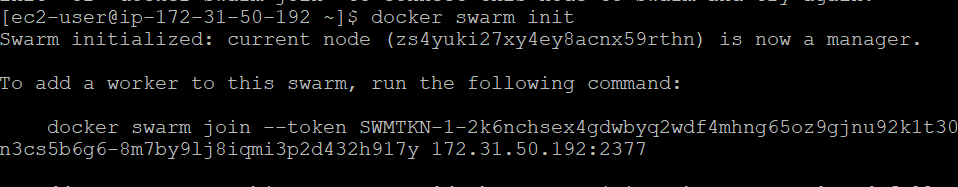 [ec2-user@ip-172-31-50-192 ~]$ docker swarm init
Swarm initialized: current node (zs4yuki27xy4ey8acnx59rthn) is now a manager.
To add a worker to this swarm, run the following command:
docker swarm join --token SWMTKN-1-2k6nchsex4gdwbyq2wdf4mhng65oz9gjnu92k1t30
n3cs5b6g6-8m7by9lj8iqmi3p2d432h917y 172.31.50.192:2377